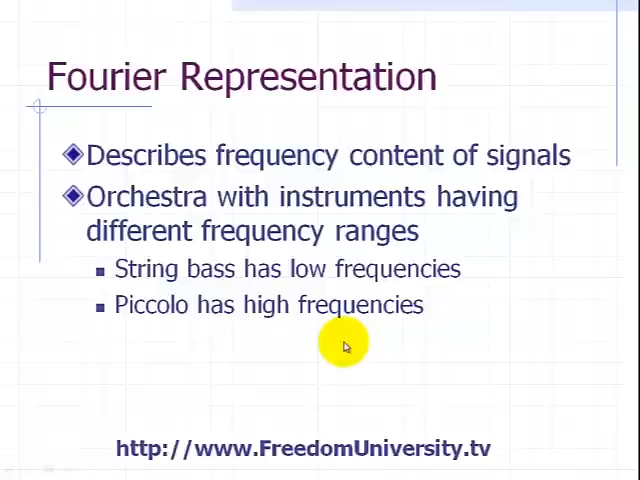 Fourier Representation
Describes frequency content of signals
Orchestra with instruments having
different frequency ranges
String bass has low frequencies
Piccolo has high frequencies
http://www.FreedomUniversity.tv